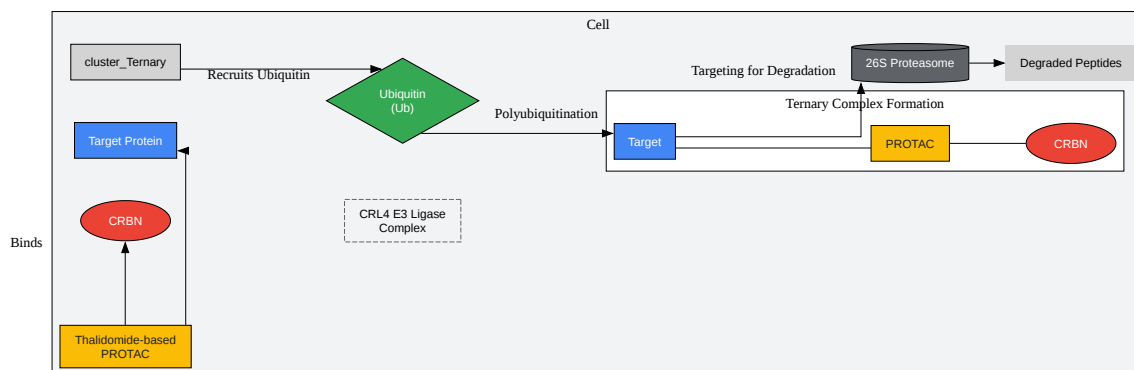 Cell
cluster_Ternary
Recruits Ubiquitin
Ubiquitin
(Ub)
Targeting for Degradation
26S Proteasome
Degraded Peptides
Ternary Complex Formation
Polyubiquitination
Target Protein
Target
PROTAC
CRBN
CRBN
CRL4 E3 Ligase
Complex
Binds
Thalidomide-based
PROTAC